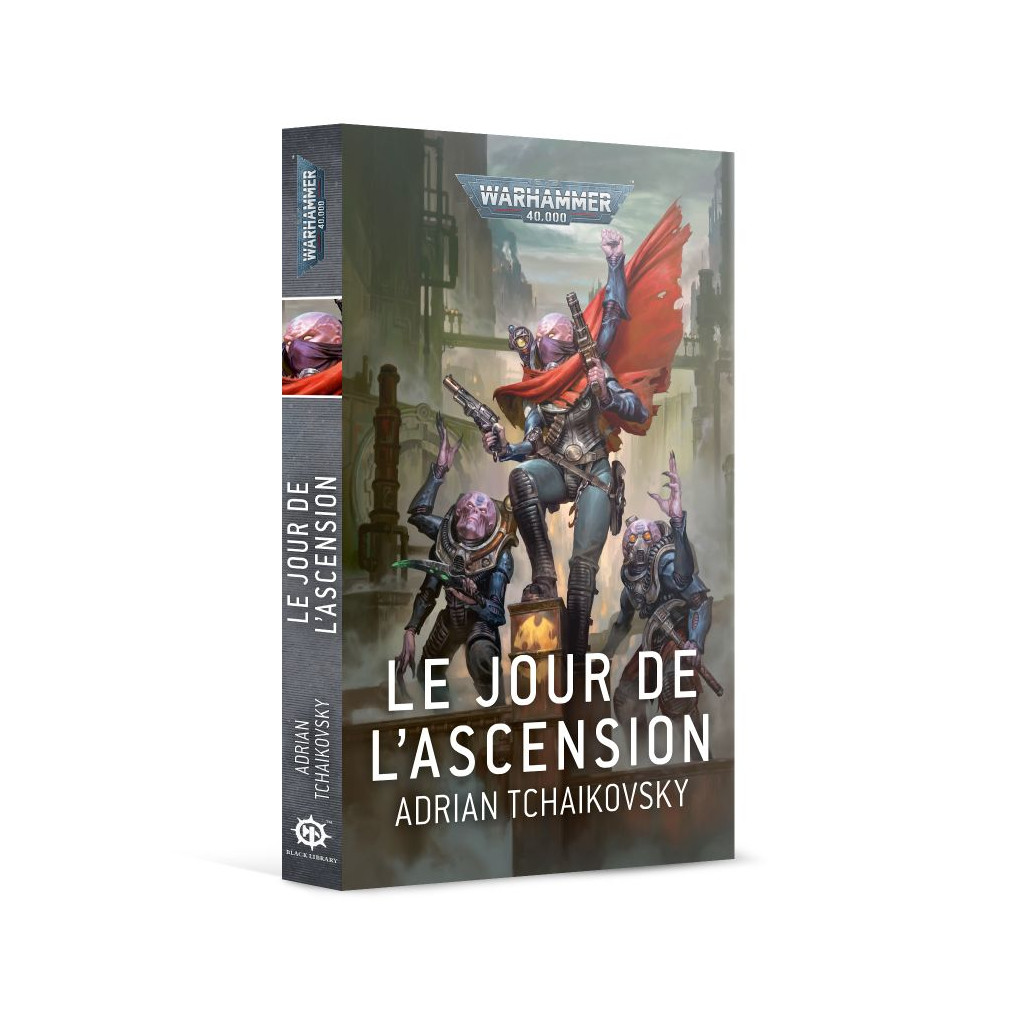 WARHAMMER
40,000
LE JOUR DE
L'ASCENSION
ADRIAN
TCHAIKOVSKY
BLACK LIBRARY
WARHAMMER
40,000
LE JOUR DE
L'ASCENSION
ADRIAN TCHAIKOVSKY